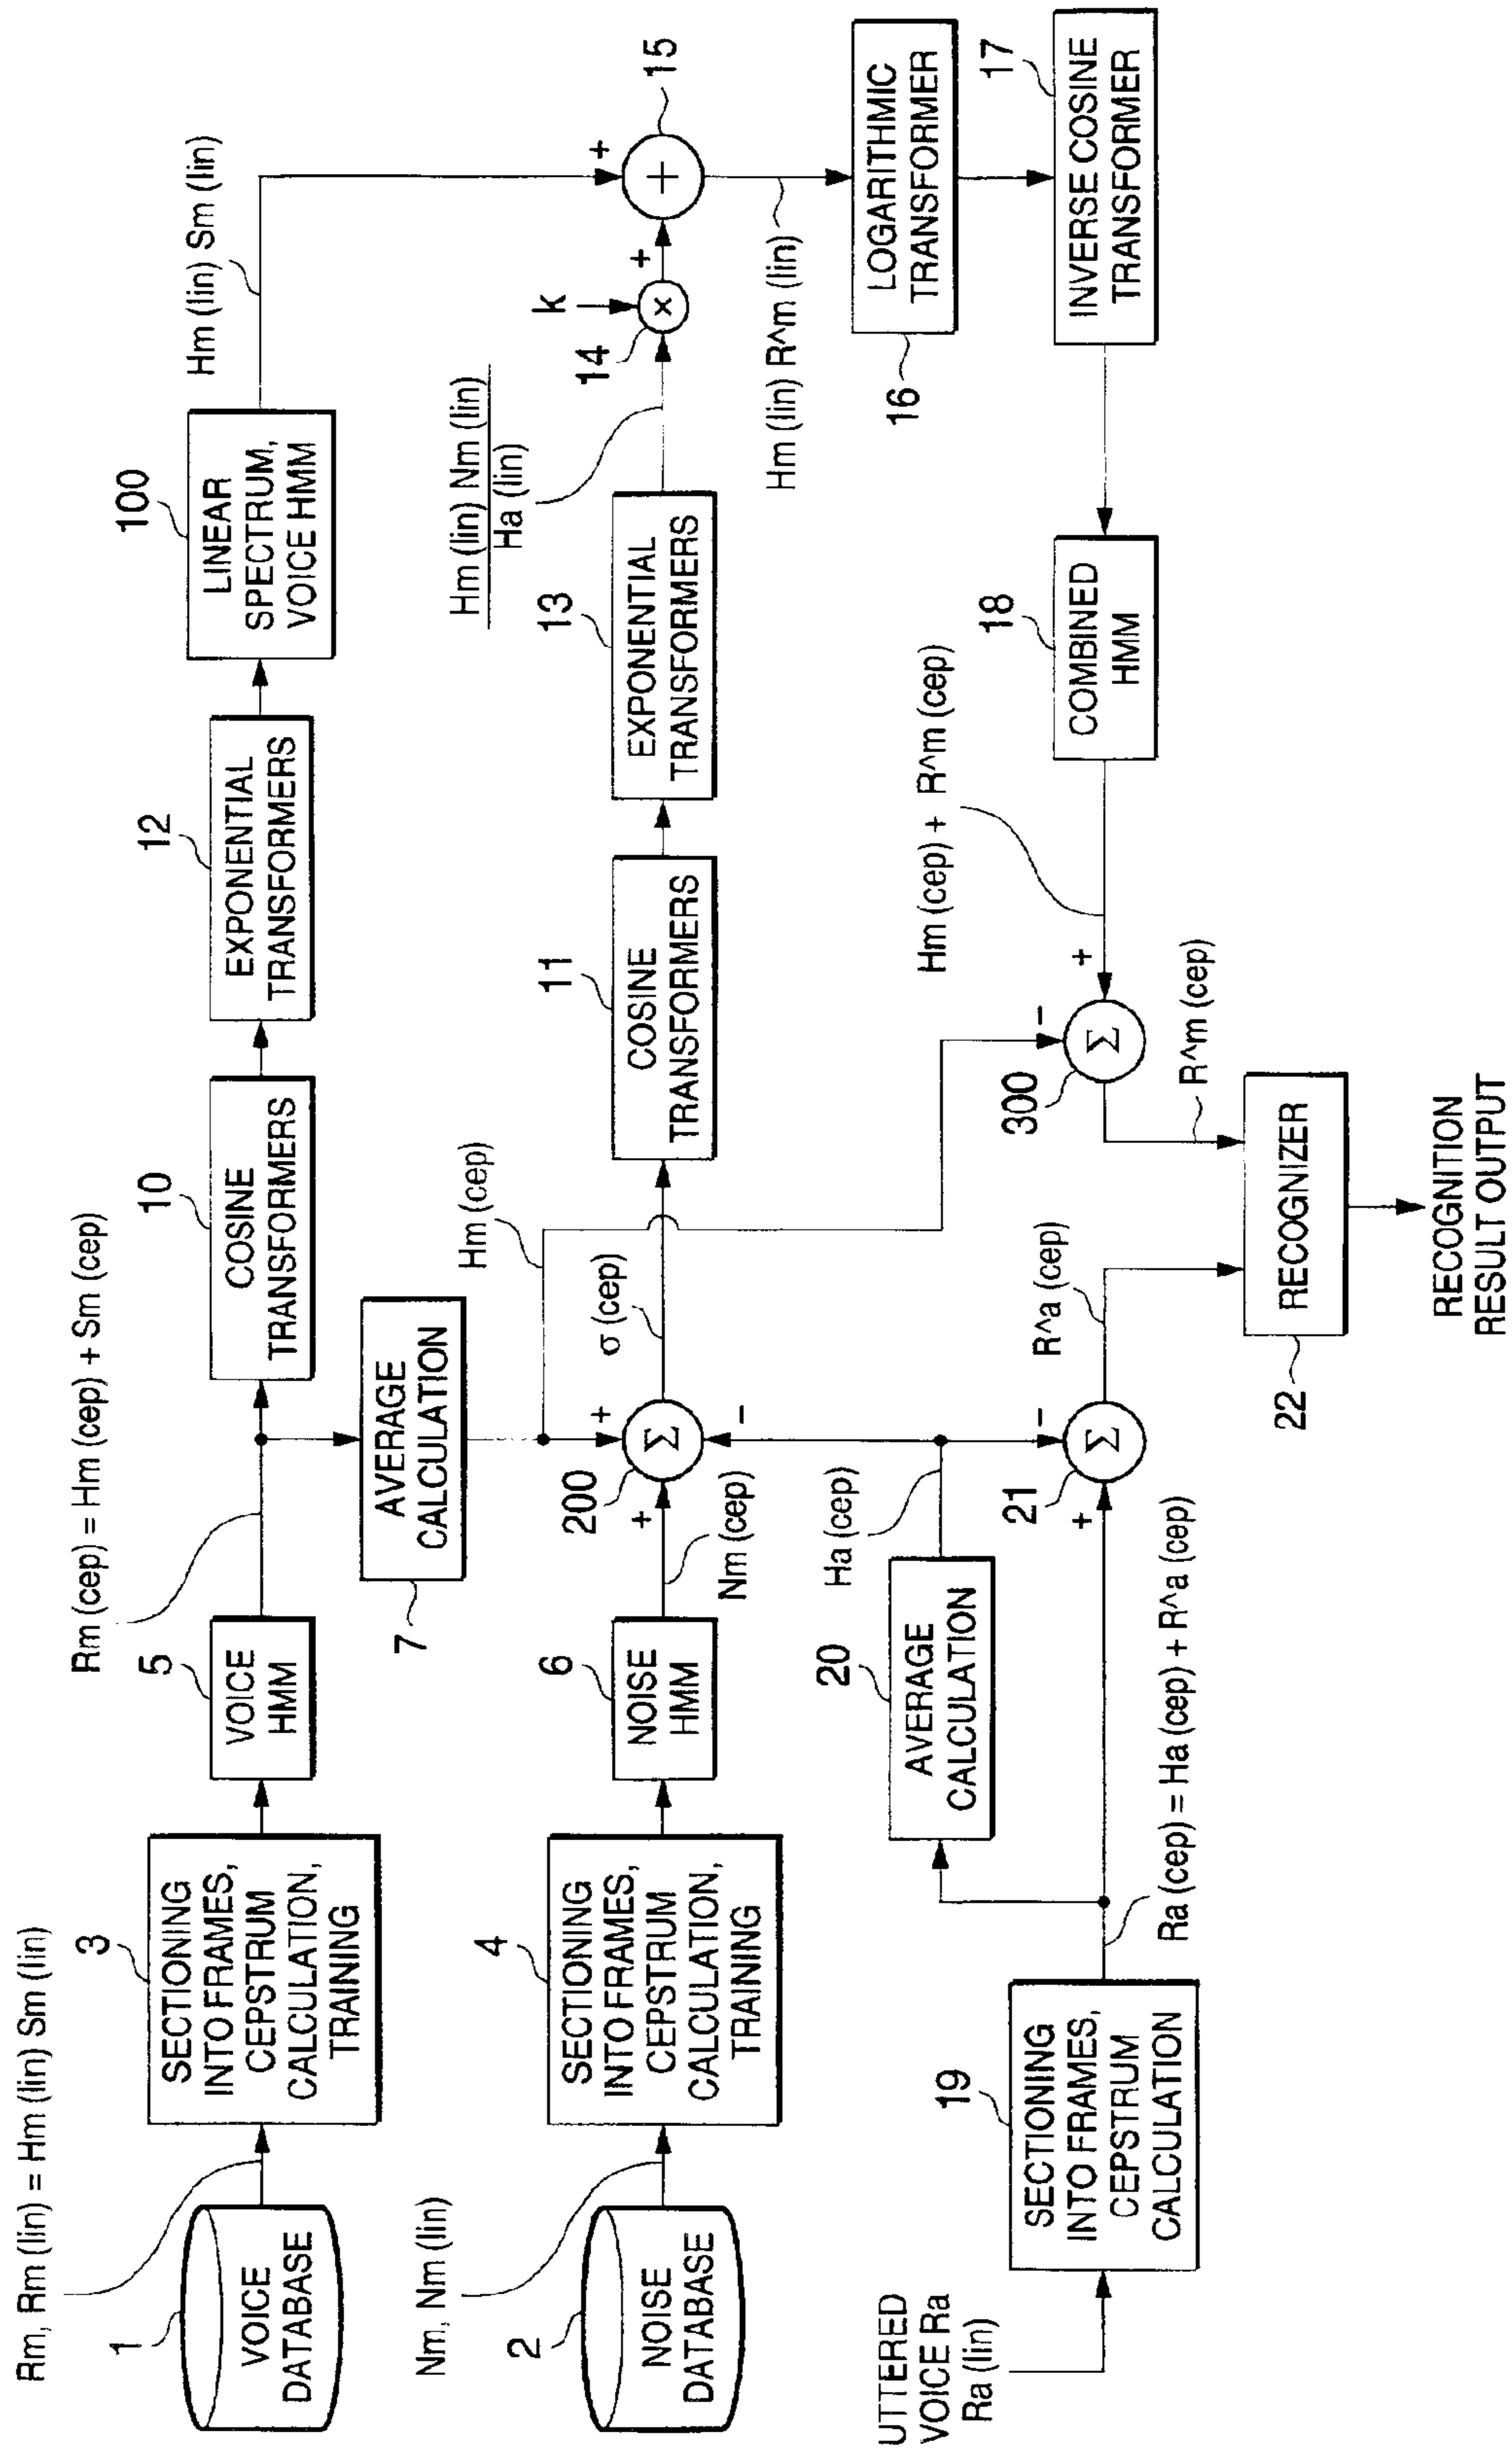 Rm, Rm (lin) = Hm (lin) Sm (lin)
1
VOICE
DATABASE
3
SECTIONING
INTO FRAMES,
CEPSTRUM
CALCULATION,
TRAINING
5
VOICE
HMM
Rm (cep) = Hm (cep) + Sm (cep)
10
COSINE
TRANSFORMERS
12
EXPONENTIAL
TRANSFORMERS
100
LINEAR
SPECTRUM,
VOICE HMM
Hm (lin) Sm (lin)
7
AVERAGE
CALCULATION
Hm (cep)
Nm, Nm (lin)
2
NOISE
DATABASE
4
SECTIONING
INTO FRAMES,
CEPSTRUM
CALCULATION,
TRAINING
6
NOISE
HMM
Nm (cep)
+
200
Σ
+
-
σ (cep)
11
COSINE
TRANSFORMERS
13
EXPONENTIAL
TRANSFORMERS
Hm (lin) Nm (lin)
Ha (lin)
k
14
×
+
+
15
+
Hm (lin) R^m (lin)
16
LOGARITHMIC
TRANSFORMER
17
INVERSE COSINE
TRANSFORMER
18
COMBINED
HMM
Hm (cep) + R^m (cep)
+
-
300
Σ
R^m (cep)
UTTERED
VOICE Ra
Ra (lin)
19
SECTIONING
INTO FRAMES,
CEPSTRUM
CALCULATION
Ra (cep) = Ha (cep) + R^a (cep)
20
AVERAGE
CALCULATION
Ha (cep)
21
+
-
Σ
R^a (cep)
22
RECOGNIZER
RECOGNITION
RESULT OUTPUT